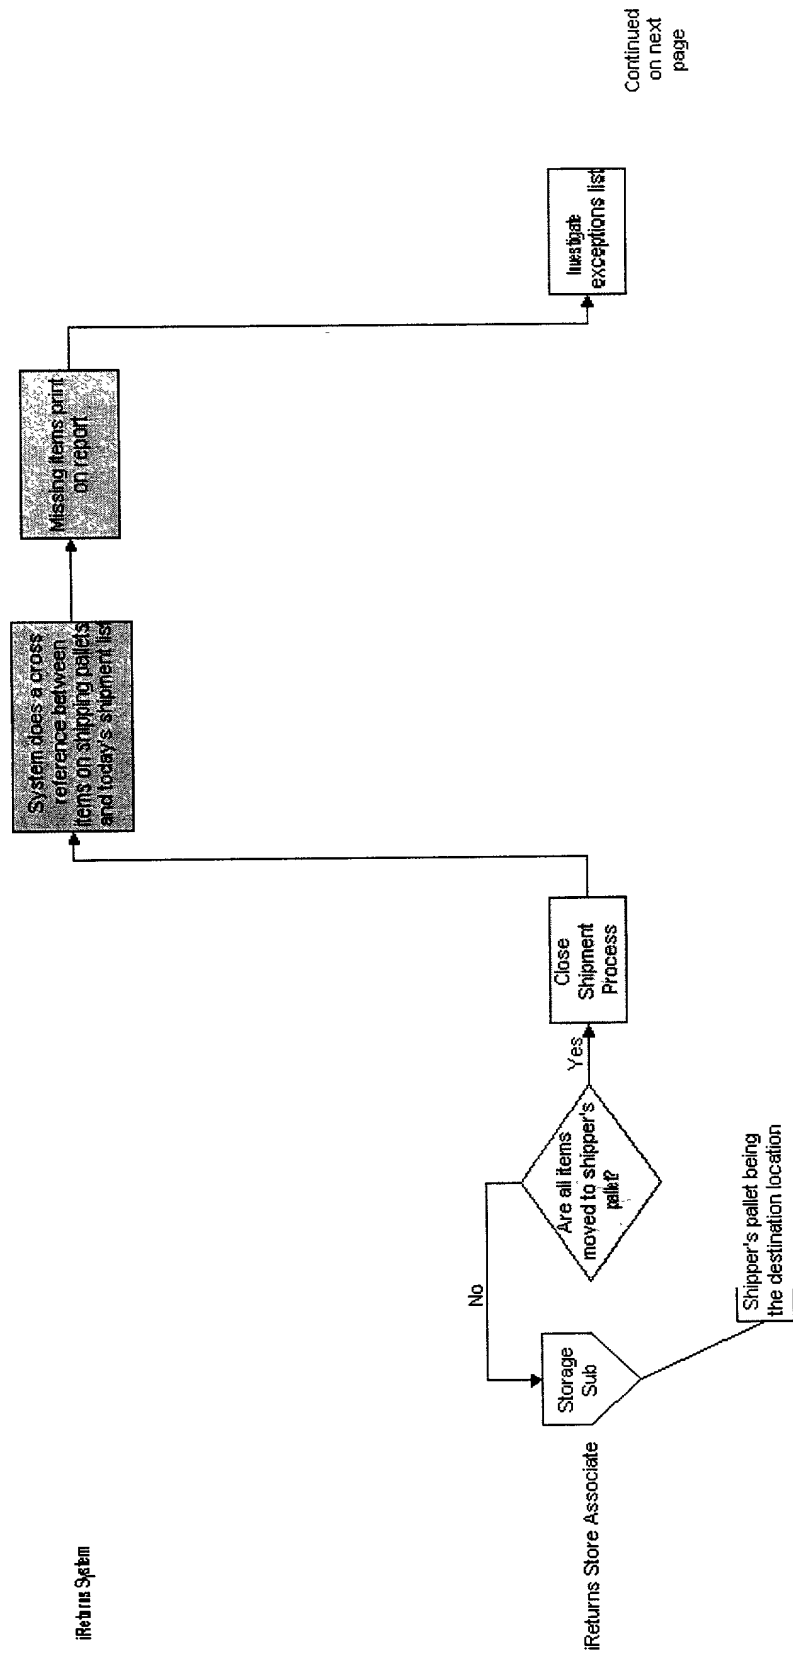 iReturns System
System does a cross
reference between
items on shipping pallets
and today's shipment list
Missing items print
on report
iReturns Store Associate
Storage
Sub
No
Are all items
moved to shipper's
pallet?
Yes
Close
Shipment
Process
Investigate
exceptions list
Shipper's pallet being
the destination location
Continued
on next
page